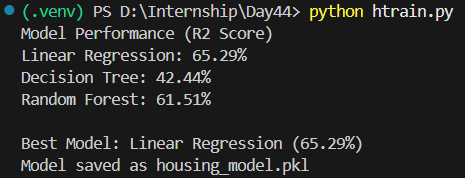 (.venv) PS D:\Internship\Day44> python htrain.py
Model Performance (R2 Score)
Linear Regression: 65.29%
Decision Tree: 42.44%
Random Forest: 61.51%
Best Model: Linear Regression (65.29%)
Model saved as housing_model.pkl